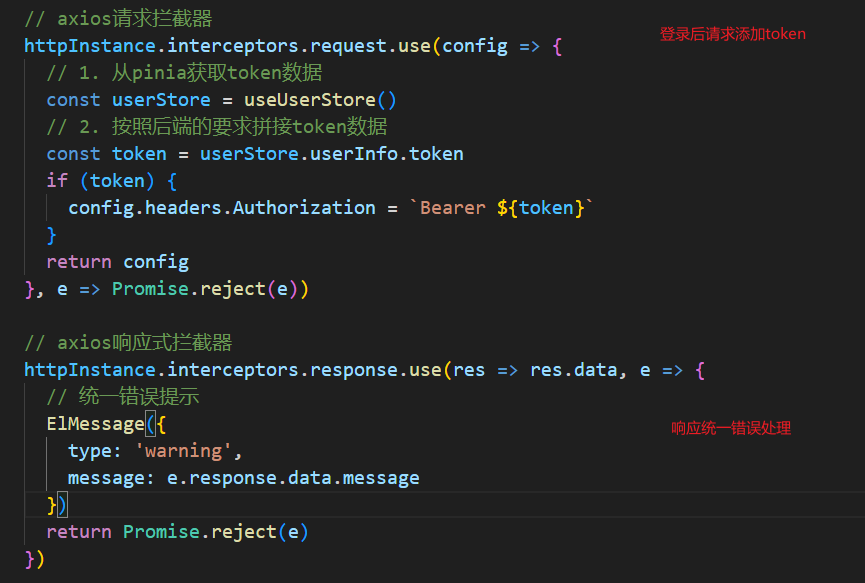 // axios请求拦截器
登录后请求添加token
httpInstance.interceptors.request.use(config => {
// 1. 从pinia获取token数据
const userStore = useUserStore()
// 2. 按照后端的要求拼接token数据
const token = userStore.userInfo.token
if (token) {
config.headers.Authorization = `Bearer ${token}`
}
return config
}, e => Promise.reject(e))
// axios响应式拦截器
httpInstance.interceptors.response.use(res => res.data, e => {
// 统一错误提示
ElMessage({
响应统一错误处理
type: 'warning',
message: e.response.data.message
})
return Promise.reject(e)
})